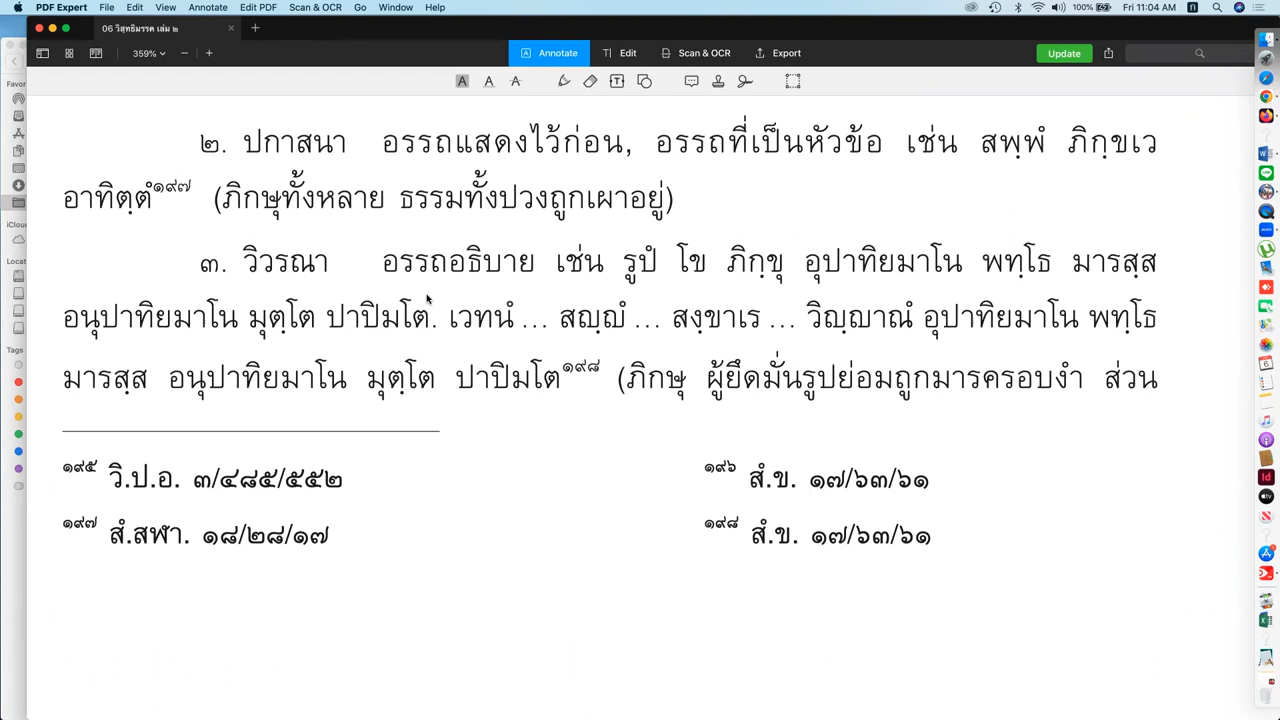 PDF Expert File Edit View Annotate Edit PDF Scan & OCR Go Window Help 100% Fri 11:04 AM
06 วิสุทธิมรรค เล่ม ๒
359% Annotate Edit Scan & OCR Export Update
Favor
iCloud
Locat
Tags
๒. ปกาสนา อรรถแสดงไว้ก่อน, อรรถที่เป็นหัวข้อ เช่น สพฺพํ ภิกฺขเว
อาทิตฺตํ๑๙๗ (ภิกษุทั้งหลาย ธรรมทั้งปวงถูกเผาอยู่)
๓. วิวรณา อรรถอธิบาย เช่น รูปํ โข ภิกฺขุ อุปาทิยมาโน พทฺโธ มารสฺส
อนุปาทิยมาโน มุตฺโต ปาปิมโต. เวทนํ ... สญฺญํ ... สงฺขาเร ... วิญฺญาณํ อุปาทิยมาโน พทฺโธ
มารสฺส อนุปาทิยมาโน มุตฺโต ปาปิมโต๑๙๘ (ภิกษุ ผู้ยึดมั่นรูปย่อมถูกมารครอบงำ ส่วน
๑๙๕ วิ.ป.อ. ๓/๔๘๕/๕๕๒ ๑๙๖ สํ.ข. ๑๗/๖๓/๖๑
๑๙๗ สํ.สฬา. ๑๘/๒๘/๑๗ ๑๙๘ สํ.ข. ๑๗/๖๓/๖๑